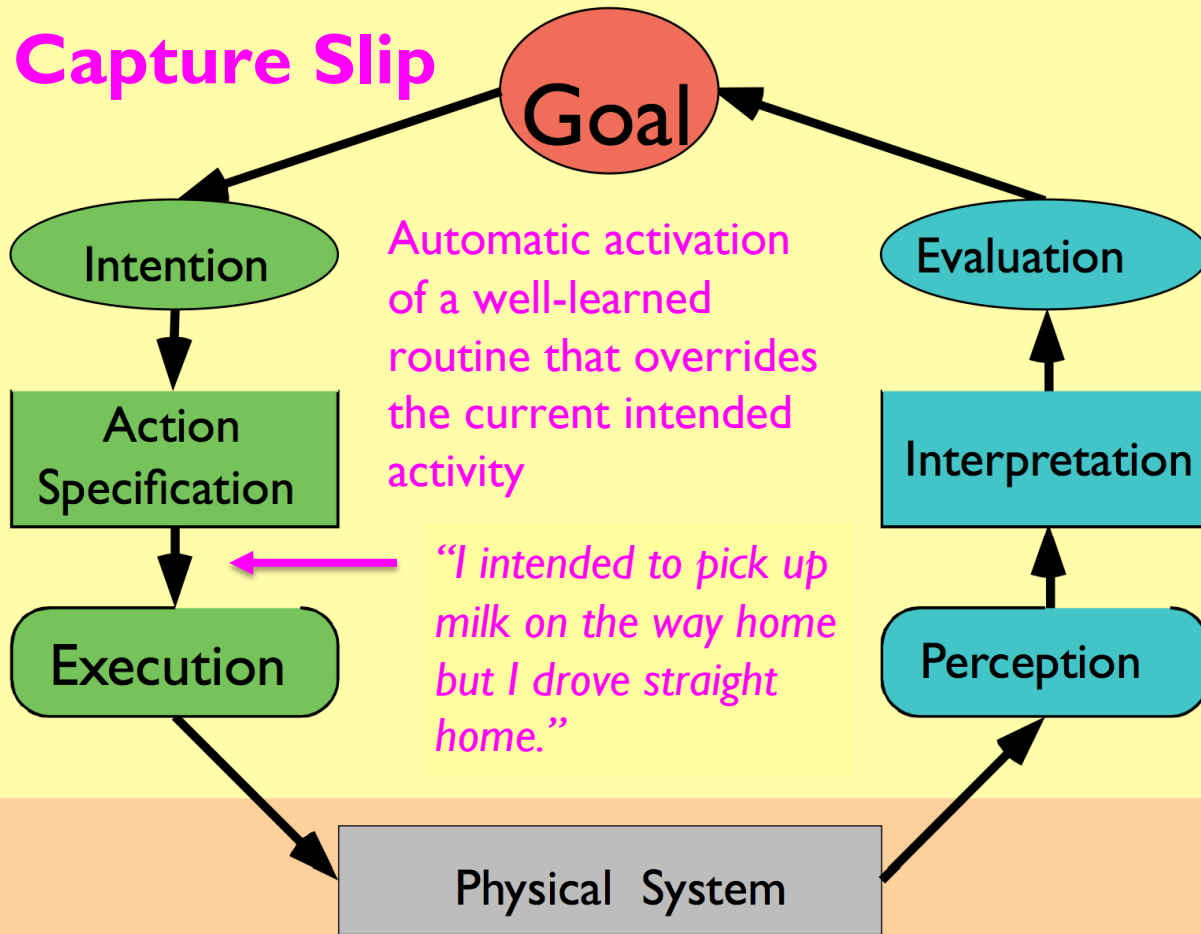 Capture Slip
Goal
Intention
Automatic activation
of a well-learned
routine that overrides
the current intended
activity
Evaluation
Action
Specification
Interpretation
“I intended to pick up
milk on the way home
but I drove straight
home.”
Execution
Perception
Physical System